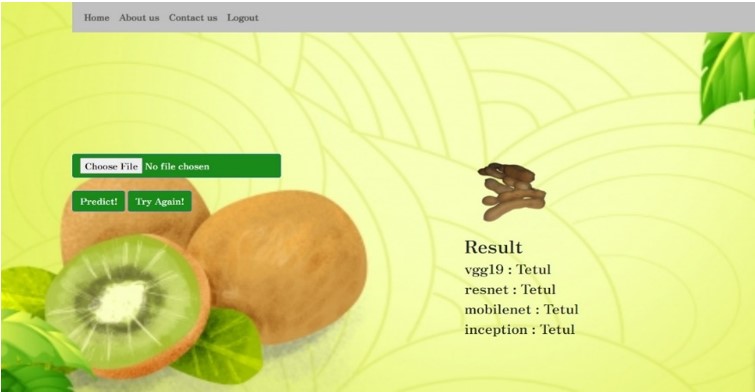 Home About us Contact us Logout
Choose File No file chosen
Predict! Try Again!
Result
vgg19 : Tetul
resnet : Tetul
mobilenet : Tetul
inception : Tetul